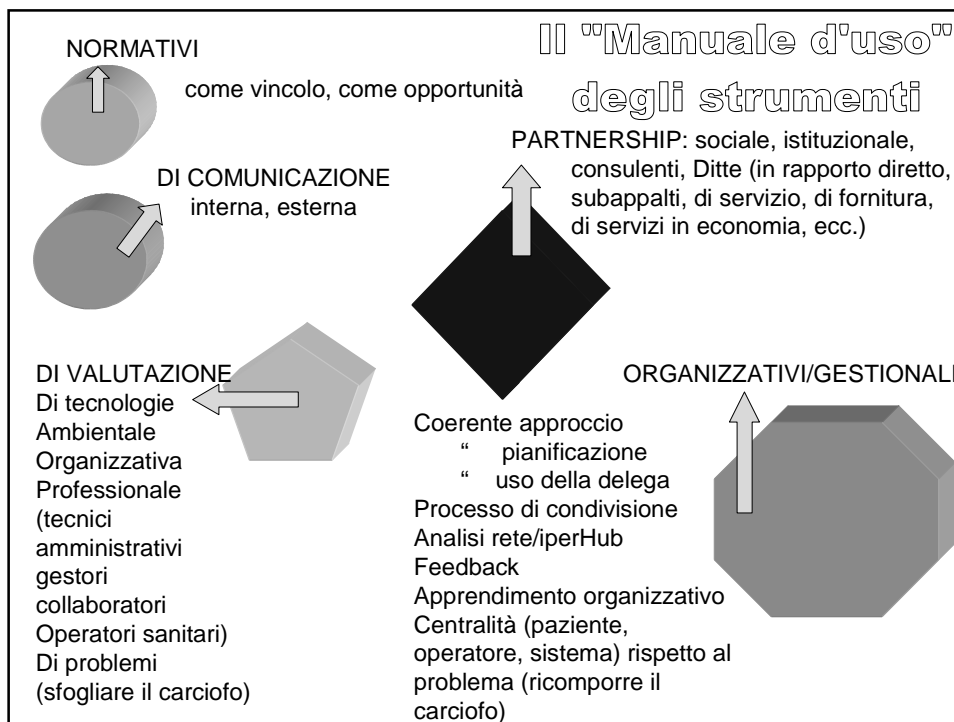 Il "Manuale d'uso"
degli strumenti
NORMATIVI
come vincolo, come opportunità
DI COMUNICAZIONE
interna, esterna
PARTNERSHIP: sociale, istituzionale,
consulenti, Ditte (in rapporto diretto,
subappalti, di servizio, di fornitura,
di servizi in economia, ecc.)
DI VALUTAZIONE
Di tecnologie
Ambientale
Organizzativa
Professionale
(tecnici
amministrativi
gestori
collaboratori
Operatori sanitari)
Di problemi
(sfogliare il carciofo)
ORGANIZZATIVI/GESTIONALI
Coerente approccio
“ pianificazione
“ uso della delega
Processo di condivisione
Analisi rete/iperHub
Feedback
Apprendimento organizzativo
Centralità (paziente,
operatore, sistema) rispetto al
problema (ricomporre il
carciofo)